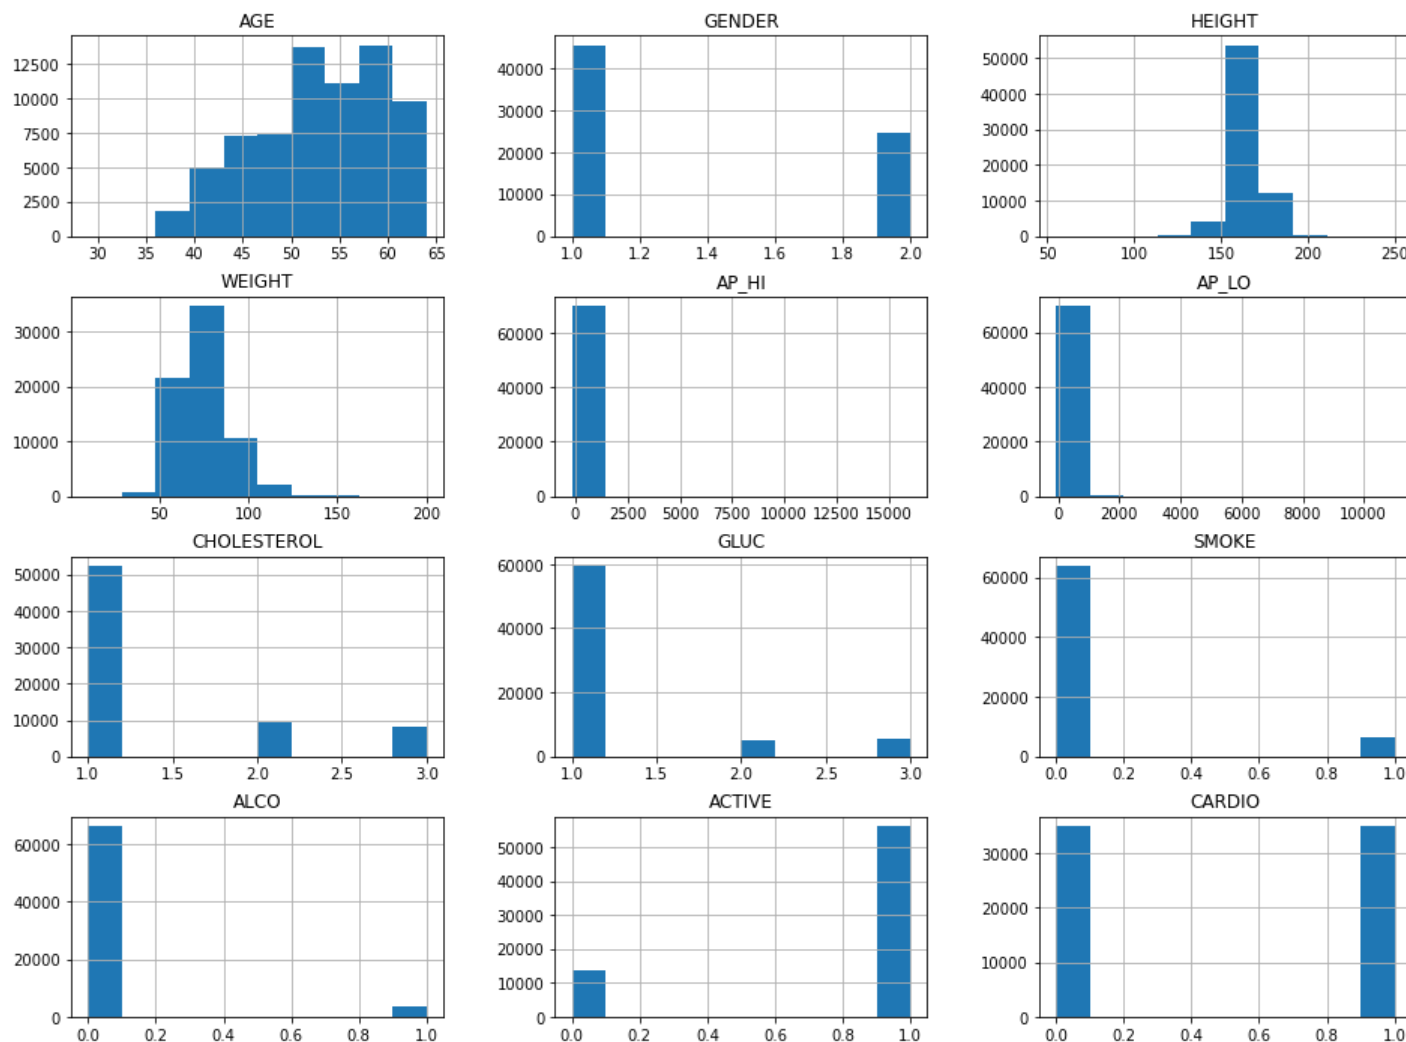 AGE
12500
10000
7500
5000
2500
0
30 35 40 45 50 55 60 65
GENDER
40000
30000
20000
10000
0
1.0 1.2 1.4 1.6 1.8 2.0
HEIGHT
50000
40000
30000
20000
10000
0
50 100 150 200 250
WEIGHT
30000
20000
10000
0
50 100 150 200
AP_HI
60000
40000
20000
0
0 2500 5000 7500 10000 12500 15000
AP_LO
60000
40000
20000
0
0 2000 4000 6000 8000 10000
CHOLESTEROL
50000
40000
30000
20000
10000
0
1.0 1.5 2.0 2.5 3.0
GLUC
60000
40000
20000
0
1.0 1.5 2.0 2.5 3.0
SMOKE
60000
40000
20000
0
0.0 0.2 0.4 0.6 0.8 1.0
ALCO
60000
40000
20000
0
0.0 0.2 0.4 0.6 0.8 1.0
ACTIVE
50000
40000
30000
20000
10000
0
0.0 0.2 0.4 0.6 0.8 1.0
CARDIO
30000
20000
10000
0
0.0 0.2 0.4 0.6 0.8 1.0